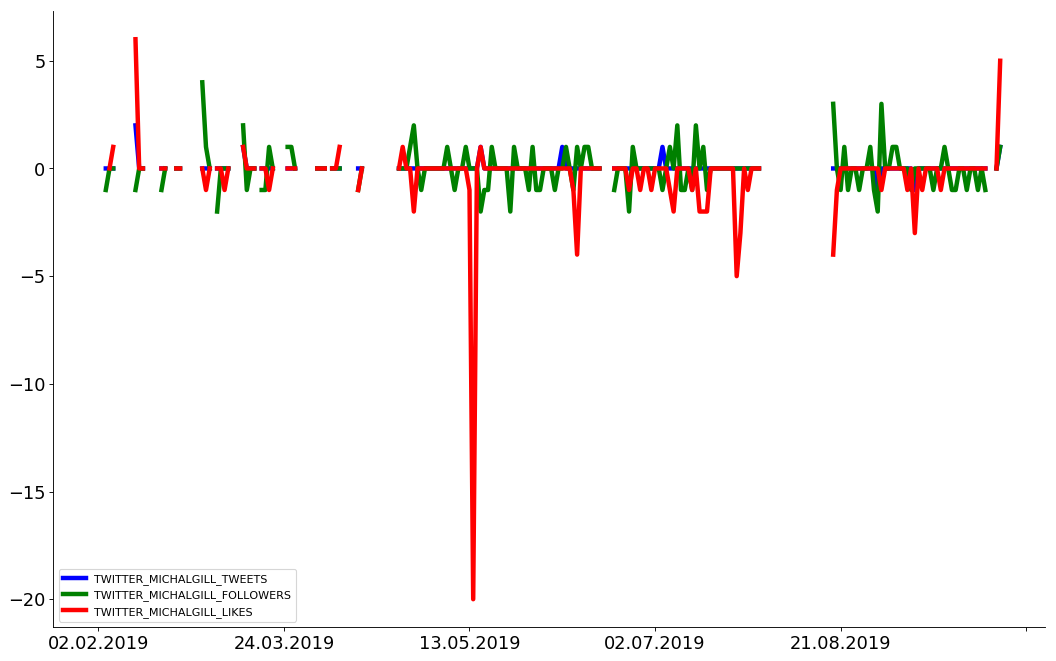 5
0
−5
−10
−15
−20
TWITTER_MICHALGILL_TWEETS
TWITTER_MICHALGILL_FOLLOWERS
TWITTER_MICHALGILL_LIKES
02.02.2019 24.03.2019 13.05.2019 02.07.2019 21.08.2019